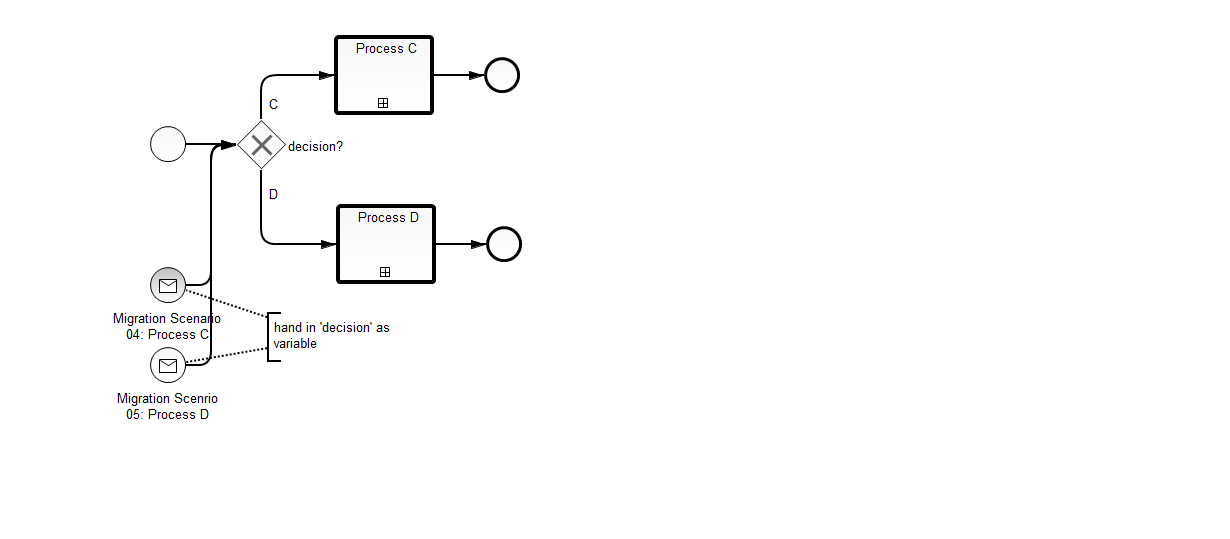 Process C
C
decision?
D
Process D
Migration Scenario
04: Process C
hand in 'decision' as
variable
Migration Scenrio
05: Process D